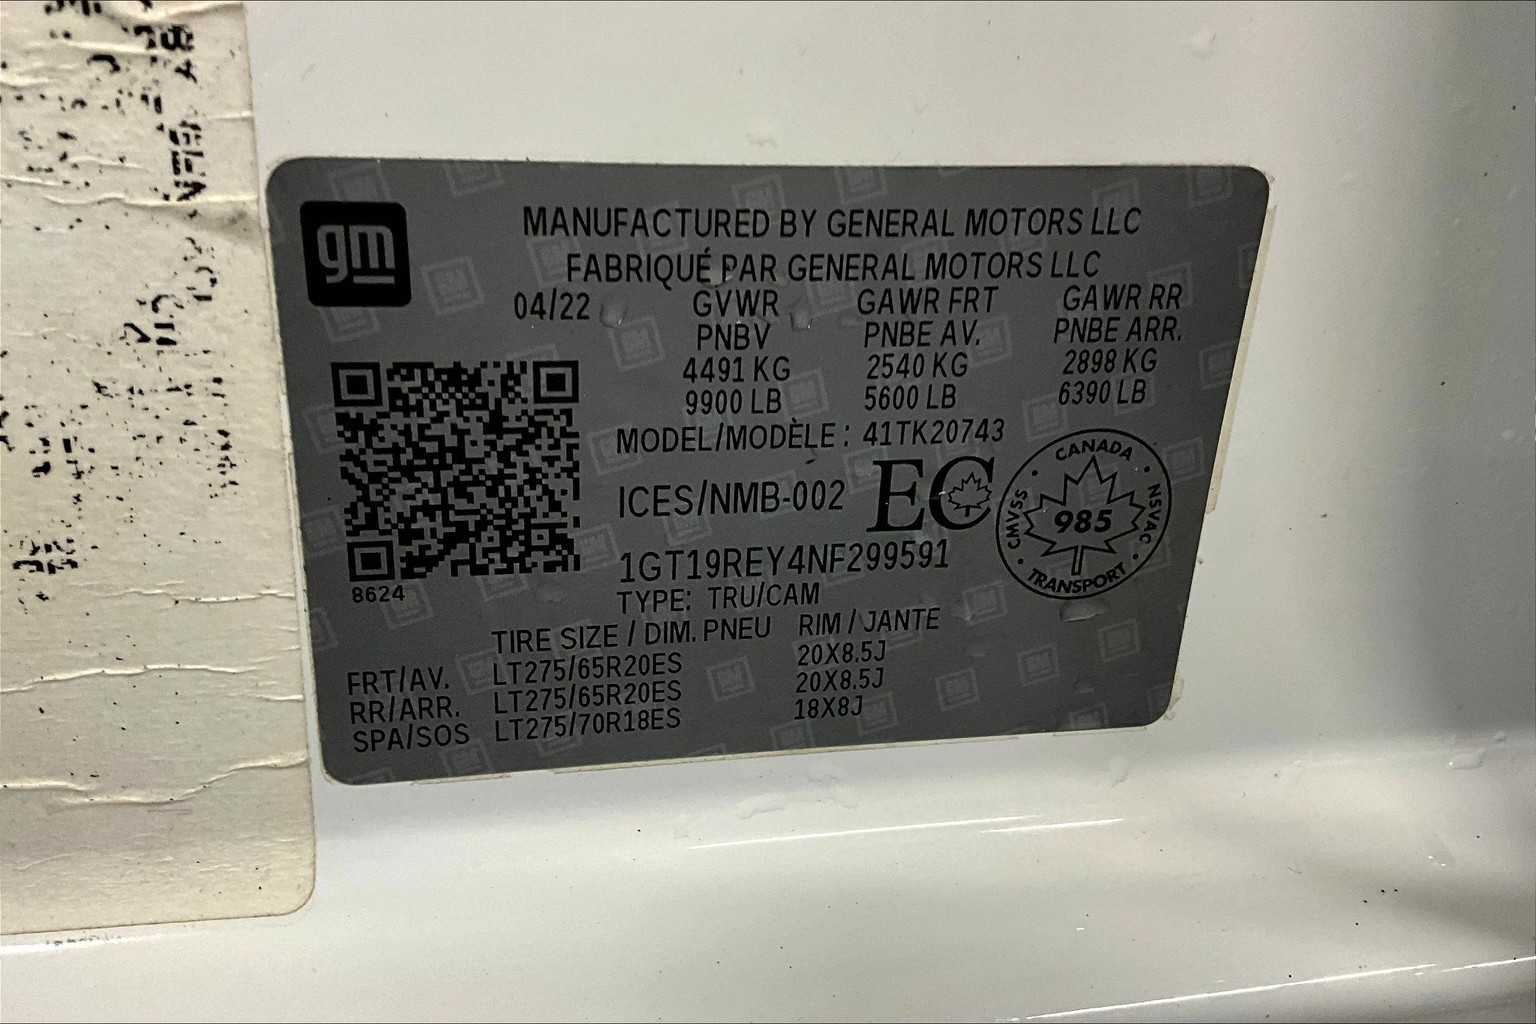 gm
MANUFACTURED BY GENERAL MOTORS LLC
FABRIQUÉ PAR GENERAL MOTORS LLC
04/22 GVWR GAWR FRT GAWR RR
PNBV PNBE AV. PNBE ARR.
4491 KG 2540 KG 2898 KG
9900 LB 5600 LB 6390 LB
MODEL/MODÈLE : 41TK20743
ICES/NMB-002 EC
CANADA
CMVSS 985 NSVAC
TRANSPORT
1GT19REY4NF299591
8624
TYPE: TRU/CAM
TIRE SIZE / DIM. PNEU RIM / JANTE
FRT/AV. LT275/65R20ES 20X8.5J
RR/ARR. LT275/65R20ES 20X8.5J
SPA/SOS LT275/70R18ES 18X8J